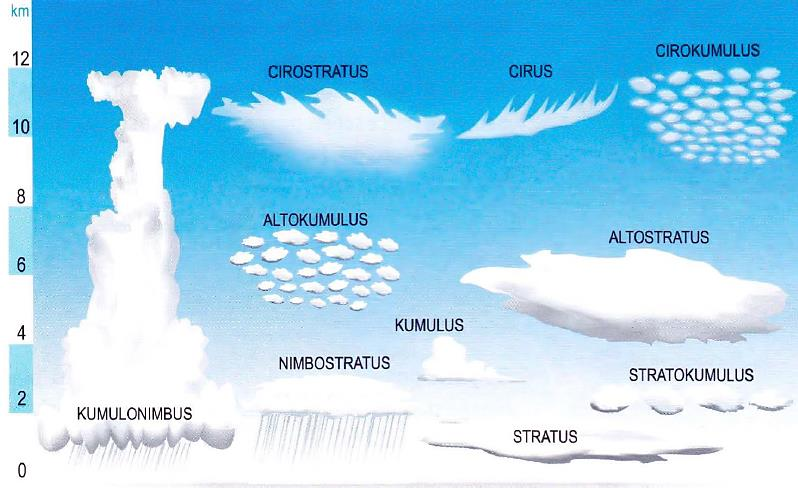 km
12
10
8
6
4
2
0
CIROSTRATUS
CIRUS
CIROKUMULUS
ALTOKUMULUS
ALTOSTRATUS
KUMULUS
NIMBOSTRATUS
STRATOKUMULUS
KUMULONIMBUS
STRATUS